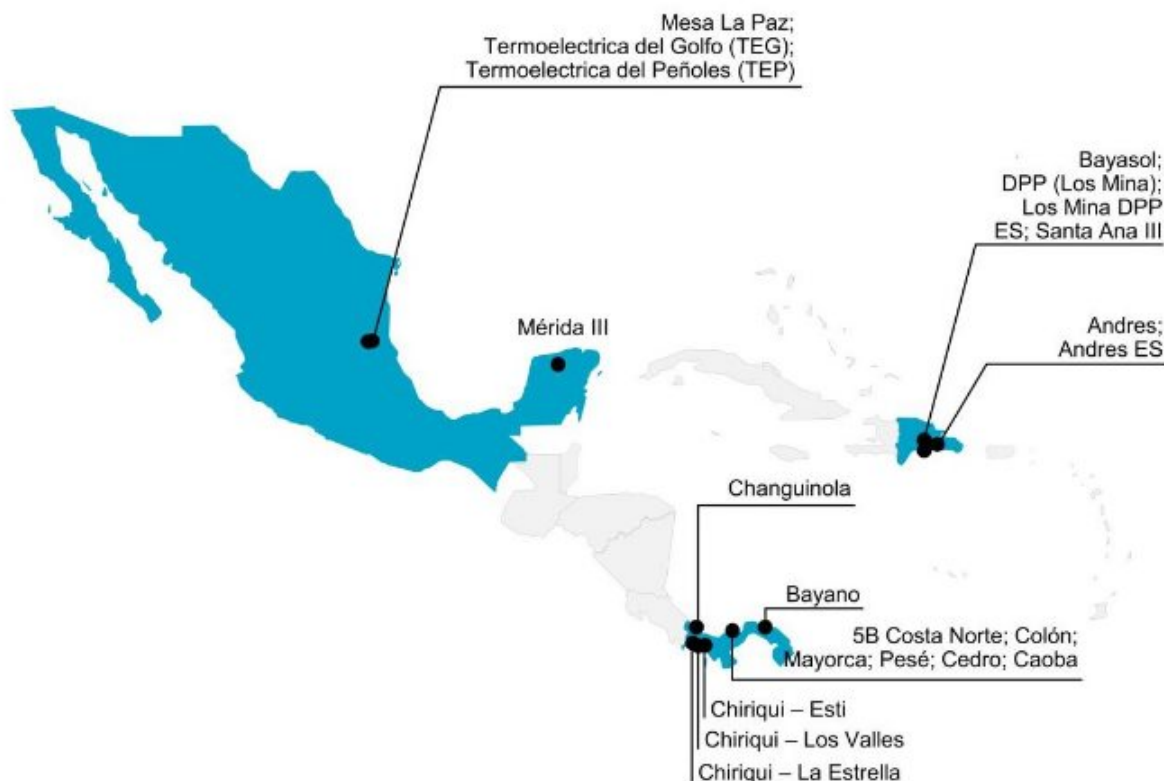 Mesa La Paz;
Termoelectrica del Golfo (TEG);
Termoelectrica del Peñoles (TEP)
Bayasol;
DPP (Los Mina);
Los Mina DPP
ES; Santa Ana III
Mérida III
Andres;
Andres ES
Changuinola
Bayano
5B Costa Norte; Colón;
Mayorca; Pesé; Cedro; Caoba
Chiriqui – Esti
Chiriqui – Los Valles
Chiriqui – La Estrella